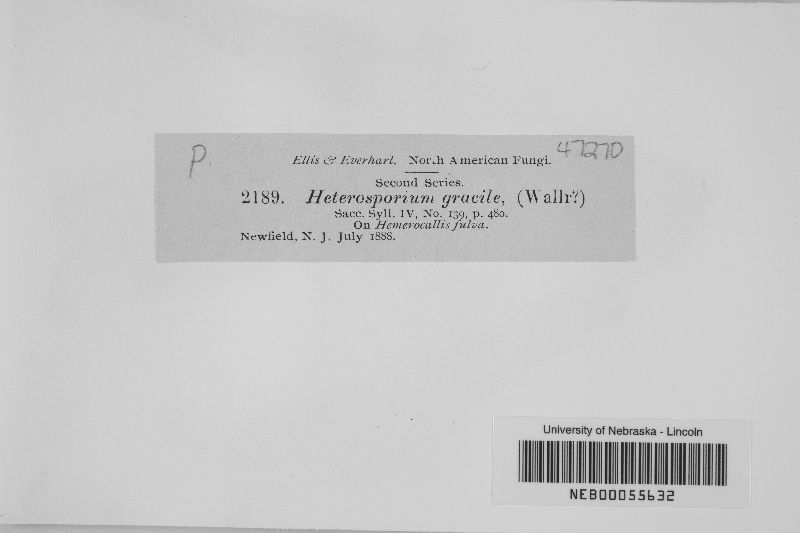 P.
47270
Ellis & Everhart. North American Fungi.
Second Series.
2189. Heterosporium gracile, (Wallr?)
Sacc. Syll. IV, No. 139, p. 480.
On Hemerocallis fulva.
Newfield, N. J. July 1888.
University of Nebraska - Lincoln
NEB00055632